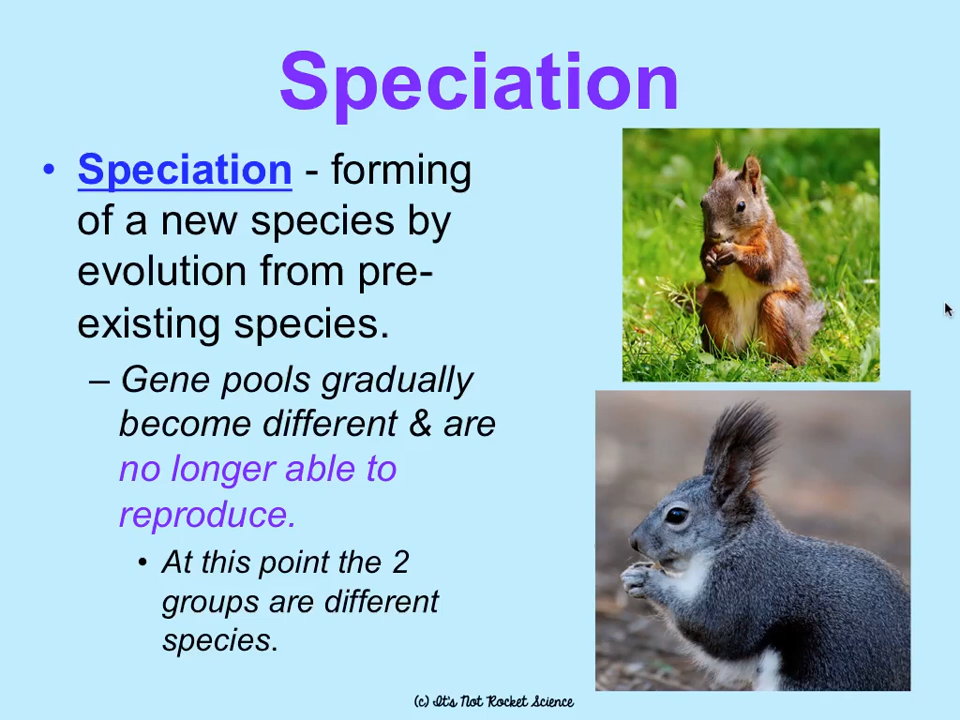 Speciation
• Speciation - forming
of a new species by
evolution from pre-
existing species.
– Gene pools gradually
become different & are
no longer able to
reproduce.
• At this point the 2
groups are different
species.
(c) It's Not Rocket Science